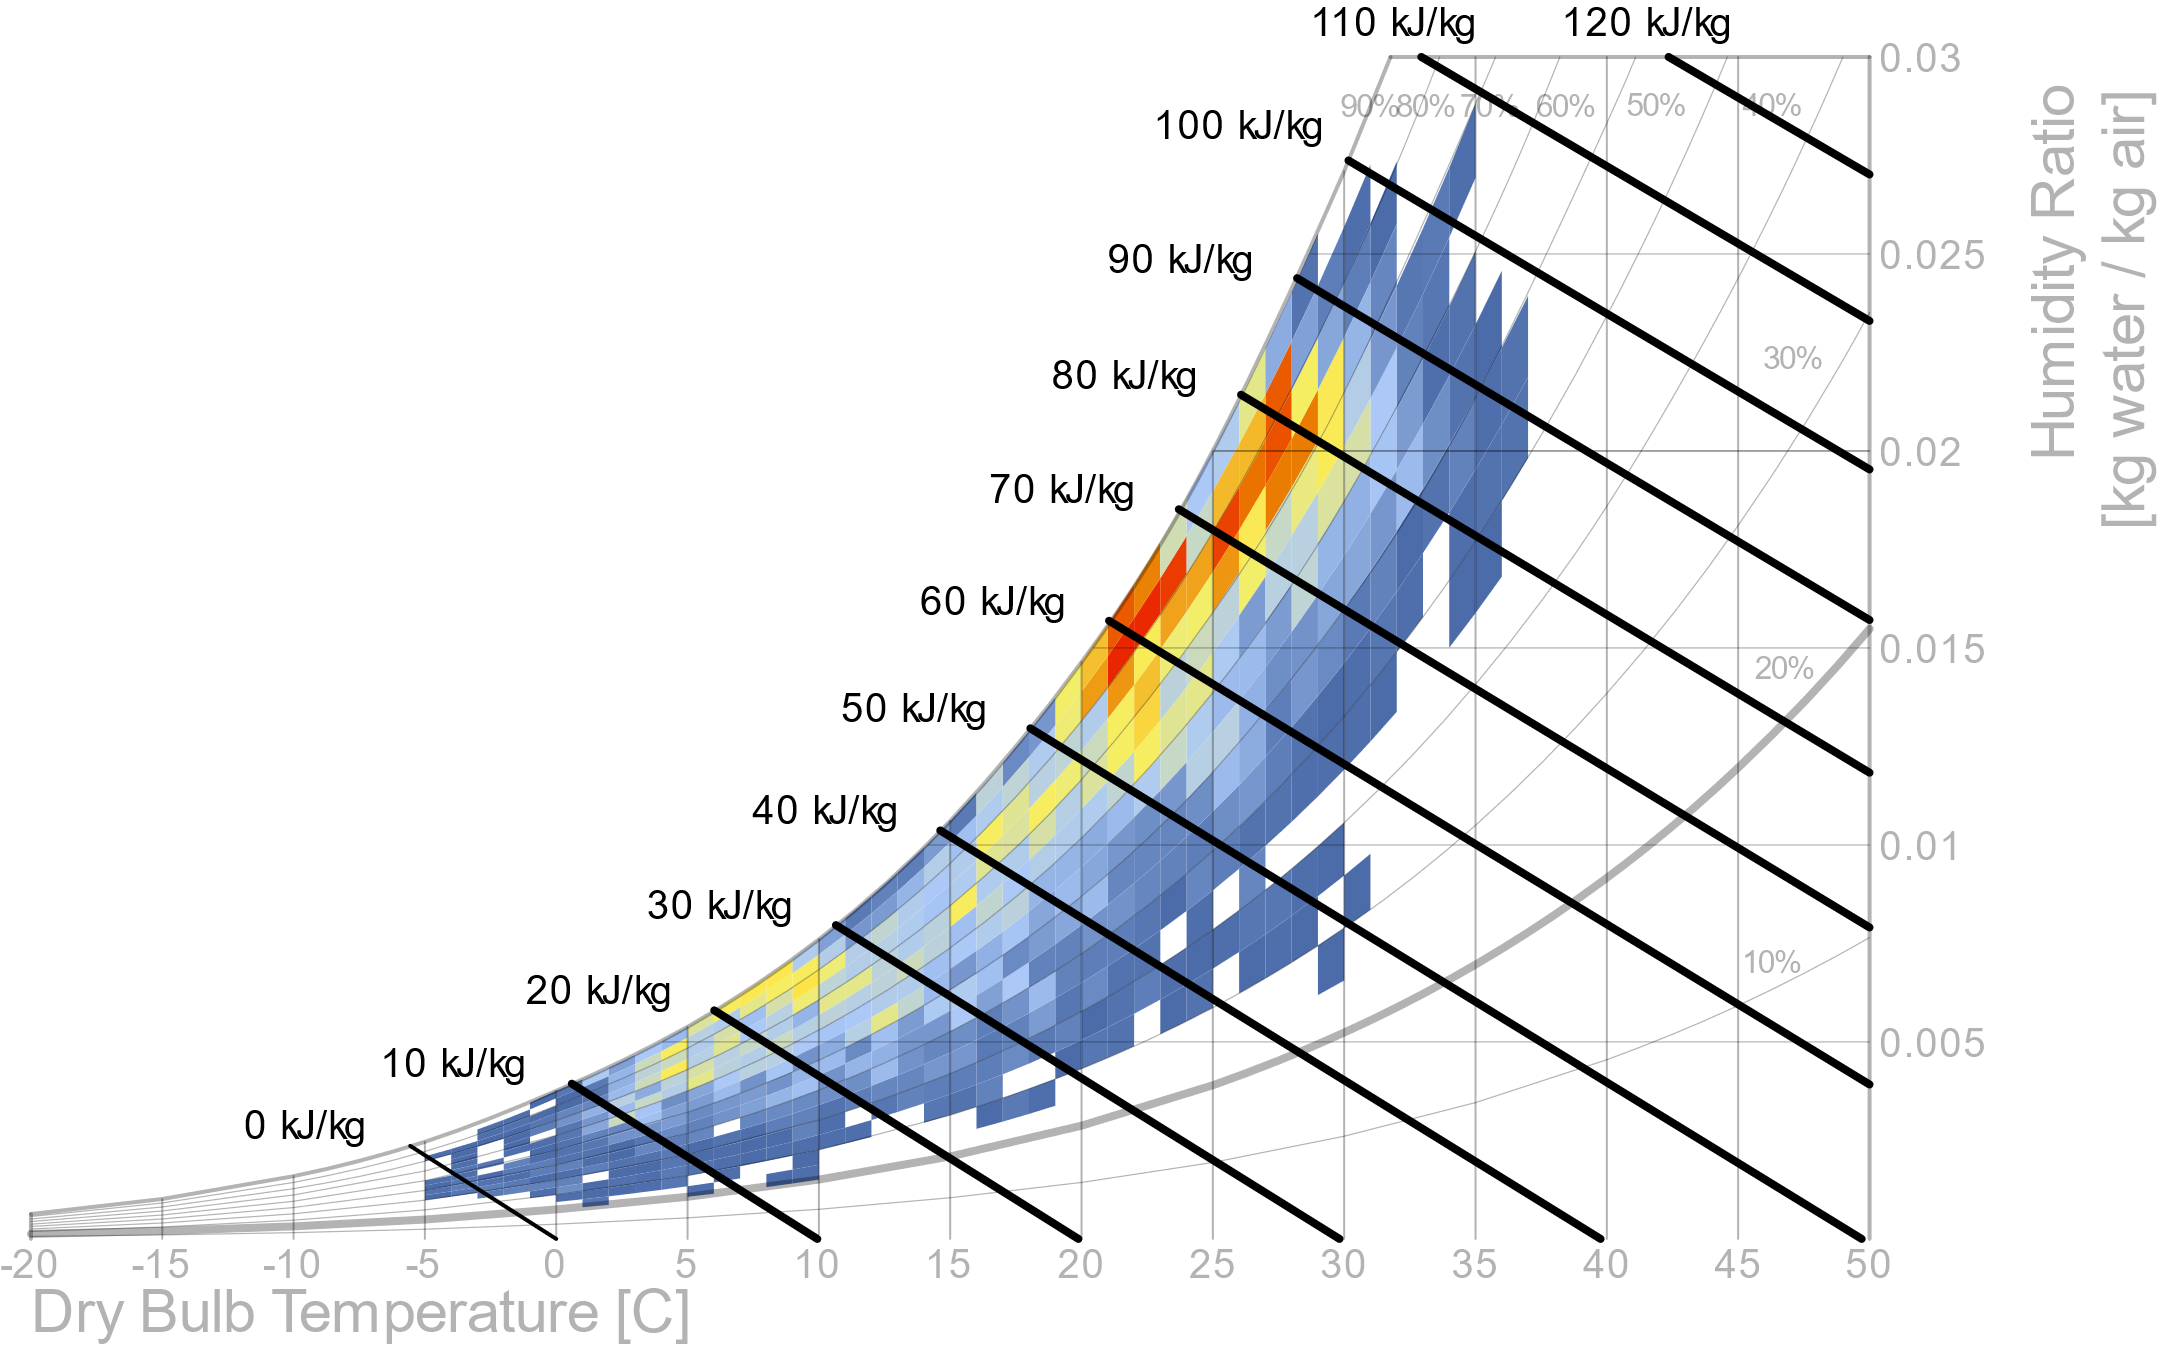 110 kJ/kg 120 kJ/kg
0.03
90% 80% 70% 60% 50% 40%
100 kJ/kg
0.025
90 kJ/kg
30%
80 kJ/kg
0.02
70 kJ/kg
60 kJ/kg
0.015
20%
50 kJ/kg
40 kJ/kg
0.01
30 kJ/kg
10%
20 kJ/kg
0.005
10 kJ/kg
0 kJ/kg
-20 -15 -10 -5 0 5 10 15 20 25 30 35 40 45 50
Dry Bulb Temperature [C]
Humidity Ratio
[kg water / kg air]